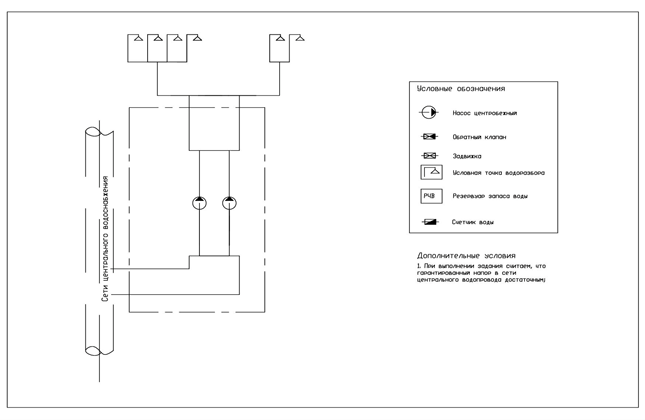 Сети центрального водоснабжения
Условные обозначения
Насос центробежный
Обратный клапан
Задвижка
Условная точка водоразбора
РЧВ
Резервуар запаса воды
Счетчик воды
Дополнительные условия
1. При выполнении задания считаем, что
гарантированный напор в сети
центрального водопровода достаточным;